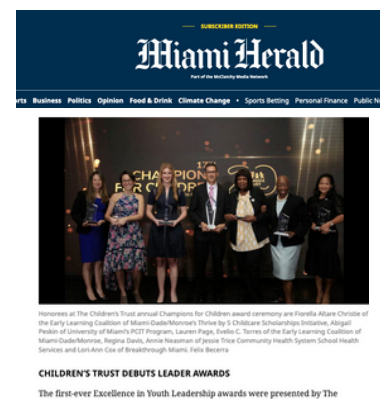 SUBSCRIBER EDITION
Miami Herald
Part of the McClatchy Media Network
rts Business Politics Opinion Food & Drink Climate Change • Sports Betting Personal Finance Public No
CHAMPION
FOR C
Honorees at The Children's Trust annual Champions for Children award ceremony are Fiorella Altare Christie of
the Early Learning Coalition of Miami-Dade/Monroe's Thrive by 5 Childcare Scholarships Initiative, Abigail
Peskin of University of Miami's PCIT Program, Lauren Page, Evelio C. Torres of the Early Learning Coalition of
Miami-Dade/Monroe, Regina Davis, Annie Neasman of Jessie Trice Community Health System School Health
Services and Lori-Ann Cox of Breakthrough Miami. Felix Becerra
CHILDREN'S TRUST DEBUTS LEADER AWARDS
The first-ever Excellence in Youth Leadership awards were presented by The